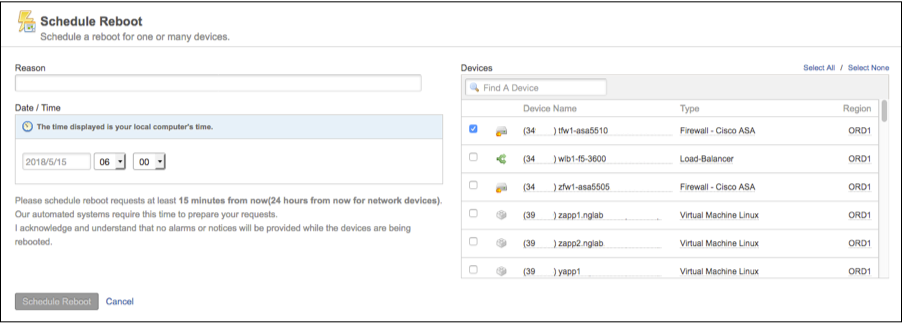 Schedule Reboot
Schedule a reboot for one or many devices.
Reason
Date / Time
The time displayed is your local computer's time.
2018/5/15 06 00
Please schedule reboot requests at least 15 minutes from now(24 hours from now for network devices).
Our automated systems require this time to prepare your requests.
I acknowledge and understand that no alarms or notices will be provided while the devices are being
rebooted.
Schedule Reboot Cancel
Devices Select All / Select None
Find A Device
Device Name Type Region
(34 ) tfw1-asa5510 Firewall - Cisco ASA ORD1
(34 ) wlb1-f5-3600 Load-Balancer ORD1
(34 ) zfw1-asa5505 Firewall - Cisco ASA ORD1
(39 ) zapp1.nglab Virtual Machine Linux ORD1
(39 ) zapp2.nglab Virtual Machine Linux ORD1
(39 ) yapp1 Virtual Machine Linux ORD1